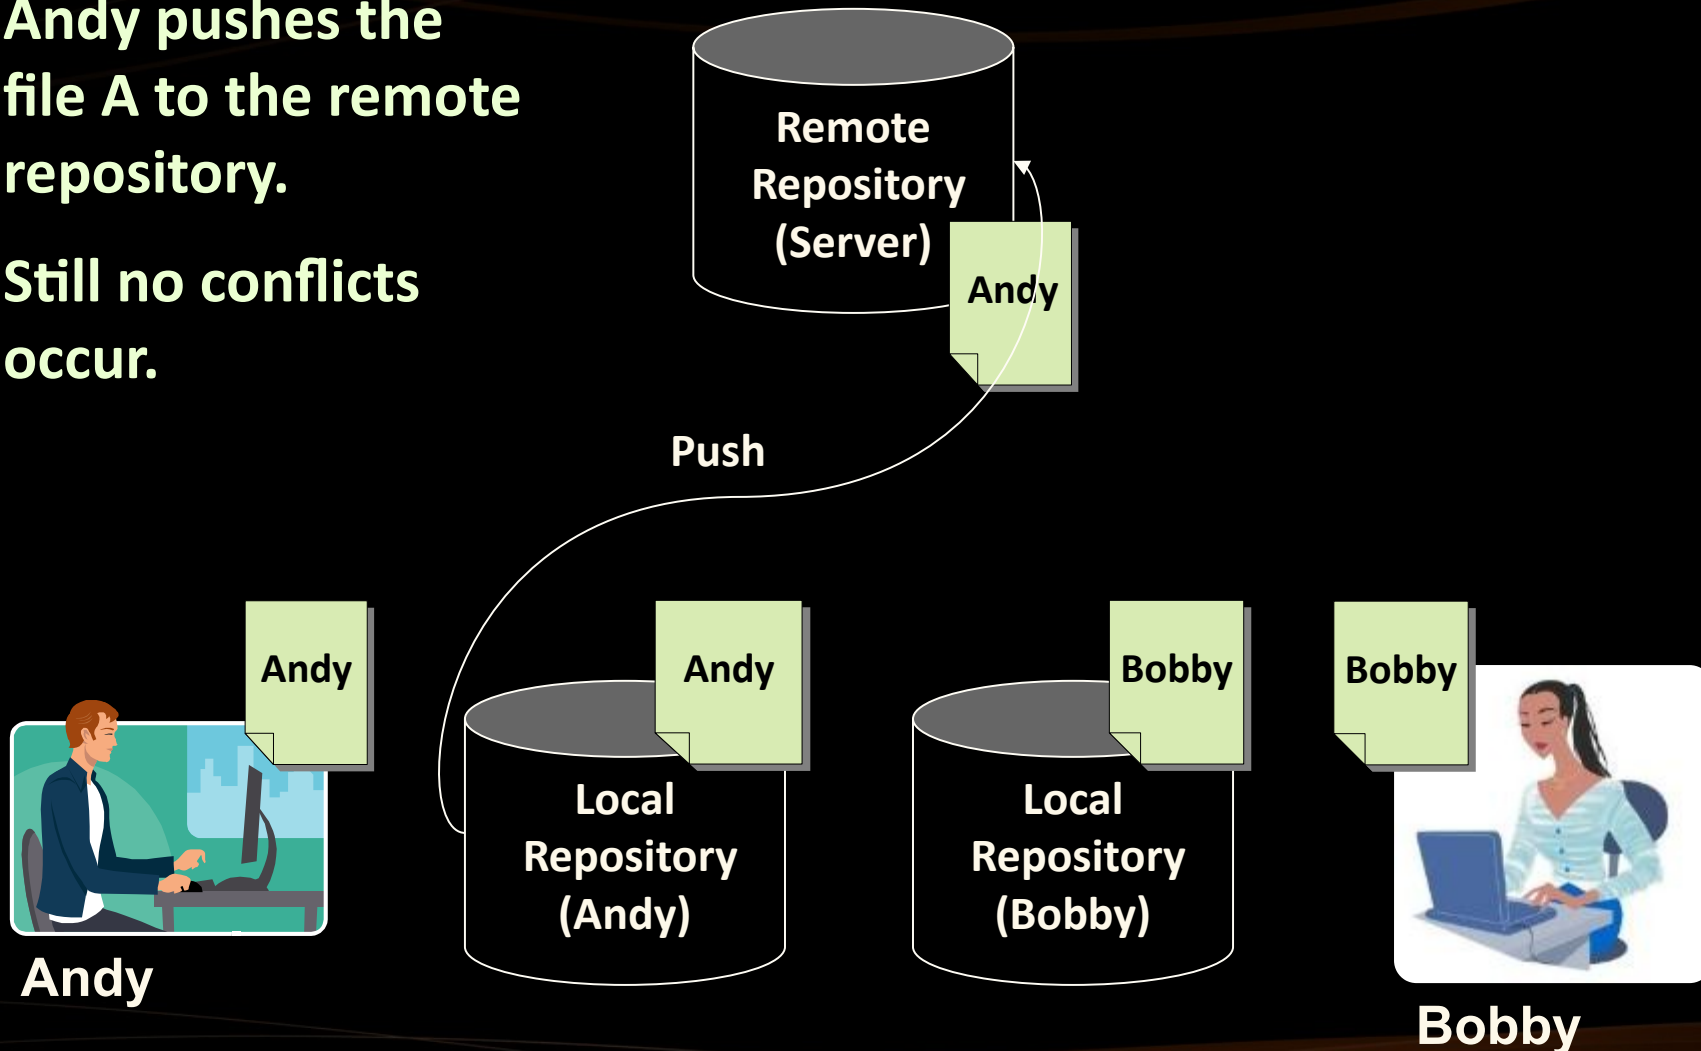 Andy pushes the
file A to the remote
repository.
Still no conflicts
occur.
Remote
Repository
(Server)
Andy
Push
Andy
Andy
Bobby
Bobby
Local
Repository
(Andy)
Local
Repository
(Bobby)
Andy
Bobby